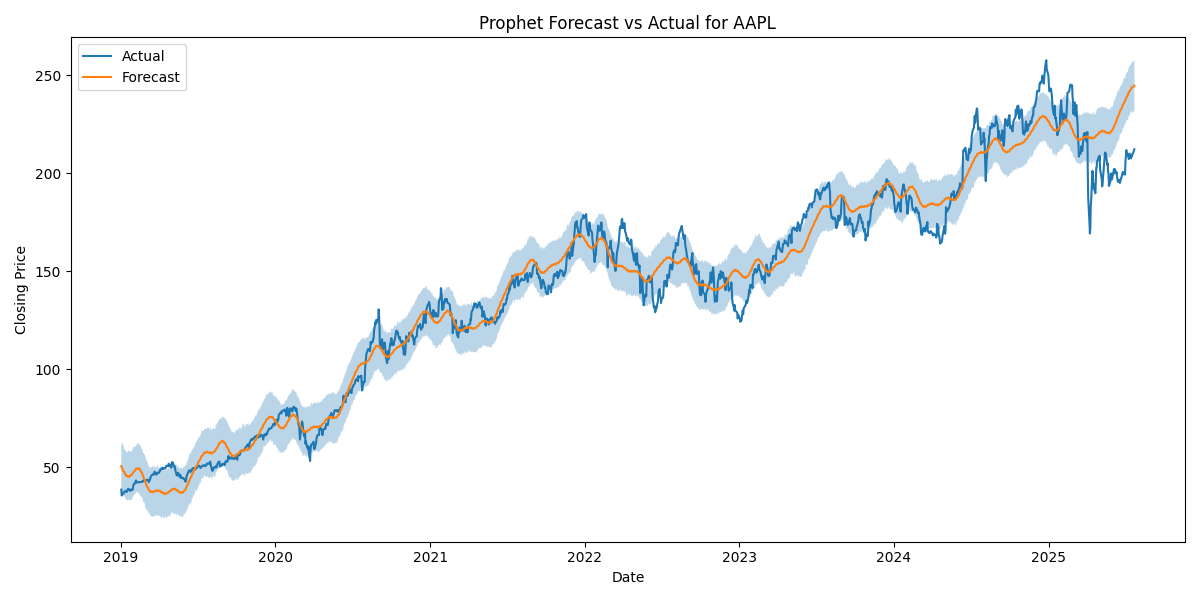 Prophet Forecast vs Actual for AAPL
Actual
Forecast
Closing Price
250
200
150
100
50
2019 2020 2021 2022 2023 2024 2025
Date